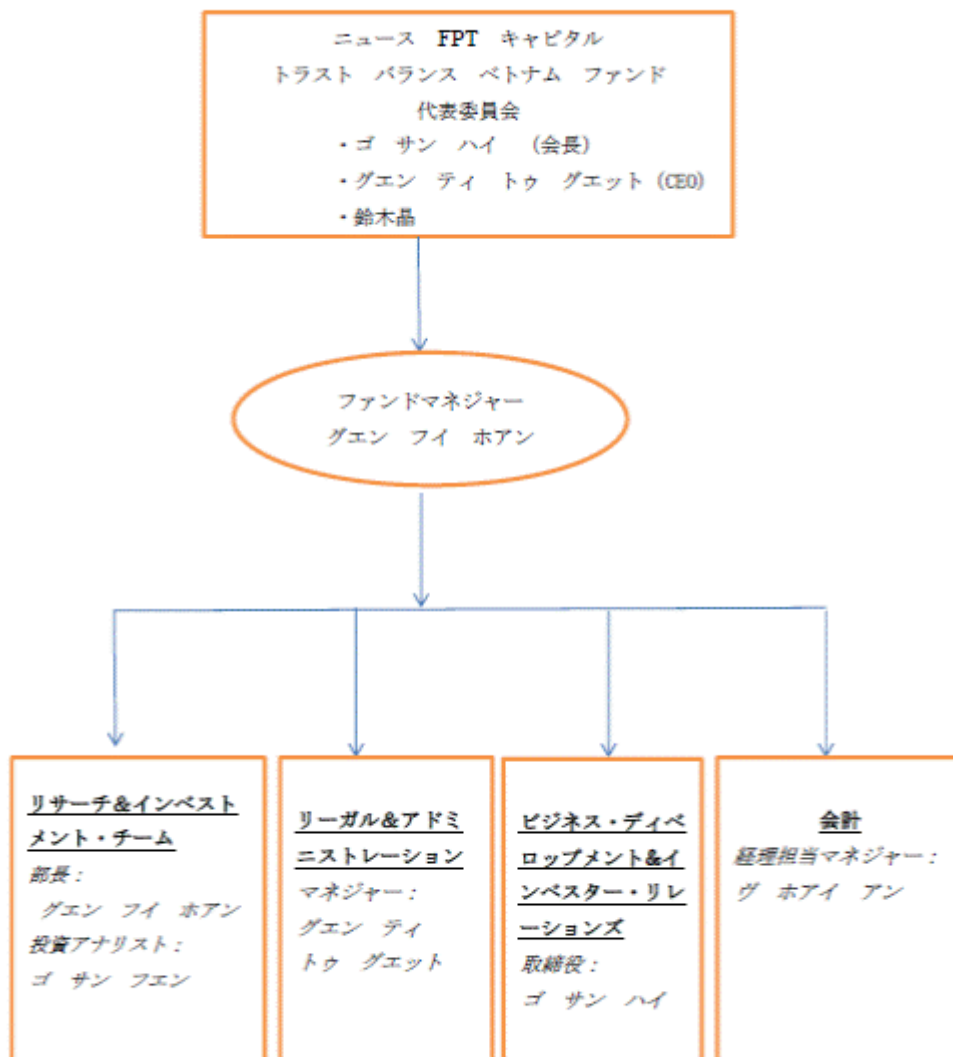 ニュース FPT キャピタル
トラスト バランス ベトナム ファンド
代表委員会
・ゴ サン ハイ (会長)
・グエン ティ トゥ グエット (CEO)
・鈴木晶
ファンドマネジャー
グエン フイ ホアン
リサーチ&インベスト
メント・チーム
部長:
グエン フイ ホアン
投資アナリスト:
ゴ サン フエン
リーガル&アドミ
ニストレーション
マネジャー:
グエン ティ
トゥ グエット
ビジネス・ディベ
ロップメント&イ
ンベスター・リレ
ーションズ
取締役:
ゴ サン ハイ
会計
経理担当マネジャー:
ヴ ホアイ アン